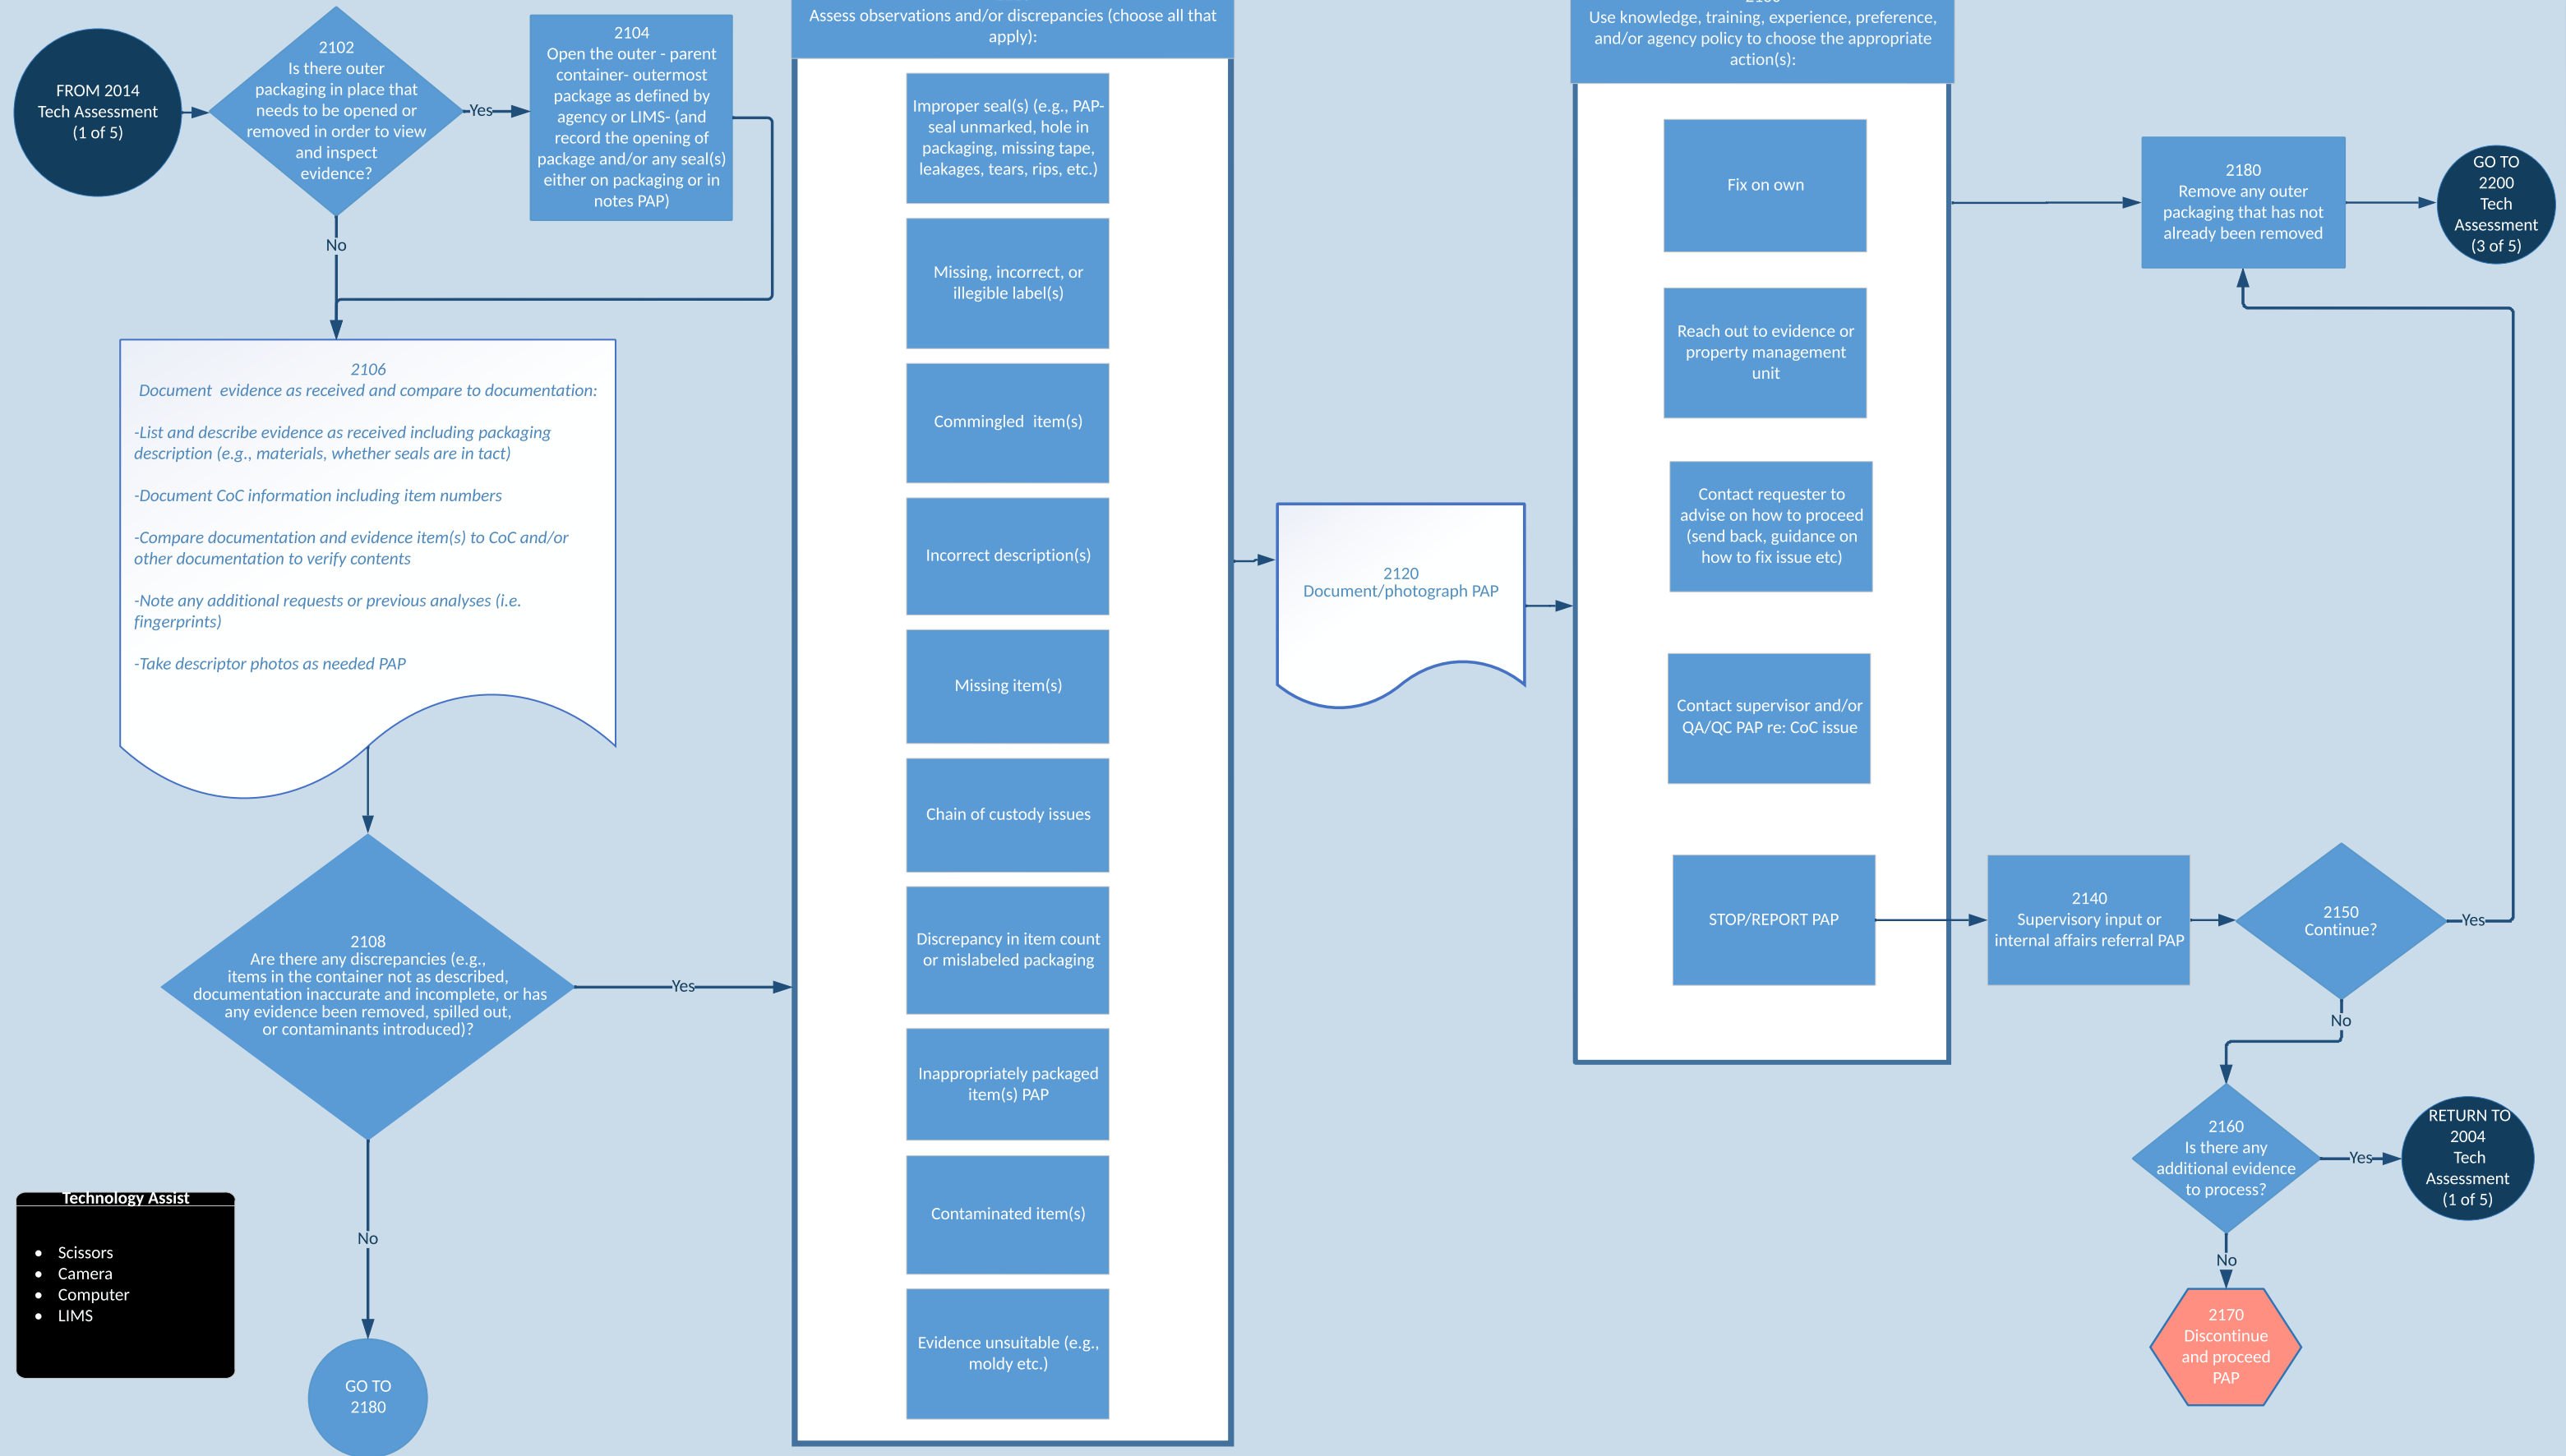 FROM 2014
Tech Assessment
(1 of 5)
2102
Is there outer
packaging in place that
needs to be opened or
removed in order to view
and inspect
evidence?
Yes
No
2104
Open the outer - parent
container- outermost
package as defined by
agency or LIMS- (and
record the opening of
package and/or any seal(s)
either on packaging or in
notes PAP)
2106
Document  evidence as received and compare to documentation:
-List and describe evidence as received including packaging
description (e.g., materials, whether seals are in tact)
-Document CoC information including item numbers
-Compare documentation and evidence item(s) to CoC and/or
other documentation to verify contents
-Note any additional requests or previous analyses (i.e.
fingerprints)
-Take descriptor photos as needed PAP
2108
Are there any discrepancies (e.g.,
items in the container not as described,
documentation inaccurate and incomplete, or has
any evidence been removed, spilled out,
or contaminants introduced)?
Yes
No
GO TO
2180
Technology Assist
• Scissors
• Camera
• Computer
• LIMS
Assess observations and/or discrepancies (choose all that
apply):
Improper seal(s) (e.g., PAP-
seal unmarked, hole in
packaging, missing tape,
leakages, tears, rips, etc.)
Missing, incorrect, or
illegible label(s)
Commingled  item(s)
Incorrect description(s)
Missing item(s)
Chain of custody issues
Discrepancy in item count
or mislabeled packaging
Inappropriately packaged
item(s) PAP
Contaminated item(s)
Evidence unsuitable (e.g.,
moldy etc.)
2120
Document/photograph PAP
Use knowledge, training, experience, preference,
and/or agency policy to choose the appropriate
action(s):
Fix on own
Reach out to evidence or
property management
unit
Contact requester to
advise on how to proceed
(send back, guidance on
how to fix issue etc)
Contact supervisor and/or
QA/QC PAP re: CoC issue
STOP/REPORT PAP
2140
Supervisory input or
internal affairs referral PAP
2150
Continue?
Yes
No
2180
Remove any outer
packaging that has not
already been removed
GO TO
2200
Tech
Assessment
(3 of 5)
2160
Is there any
additional evidence
to process?
Yes
No
RETURN TO
2004
Tech
Assessment
(1 of 5)
2170
Discontinue
and proceed
PAP